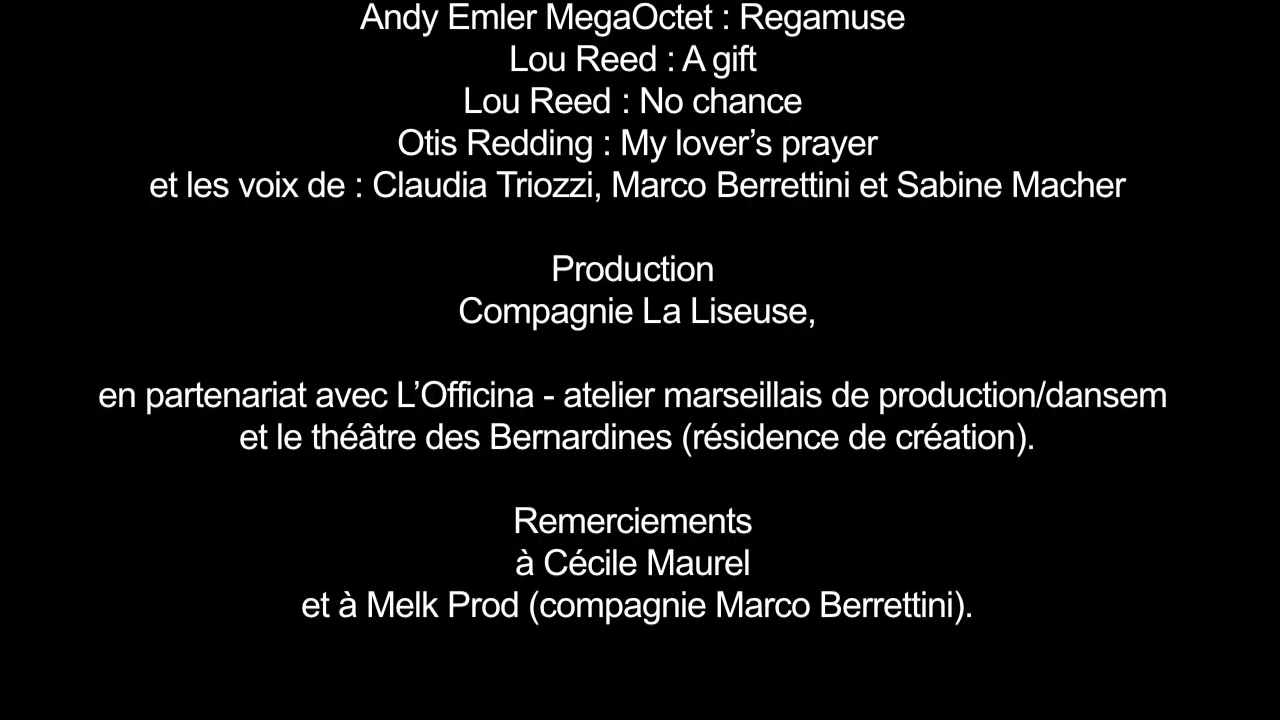 Andy Emler MegaOctet : Regamuse
Lou Reed : A gift
Lou Reed : No chance
Otis Redding : My lover’s prayer
et les voix de : Claudia Triozzi, Marco Berrettini et Sabine Macher
Production
Compagnie La Liseuse,
en partenariat avec L’Officina - atelier marseillais de production/dansem
et le théâtre des Bernardines (résidence de création).
Remerciements
à Cécile Maurel
et à Melk Prod (compagnie Marco Berrettini).